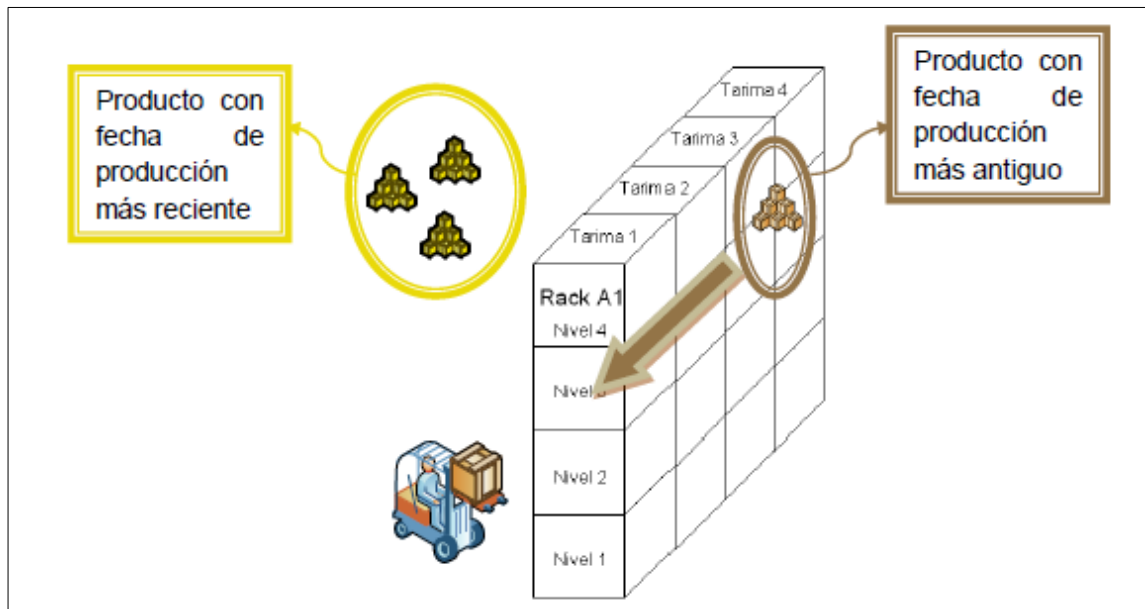 Producto con
fecha de
producción
más reciente
Producto con
fecha de
producción
más antiguo
Tarima 4
Tarima 3
Tarima 2
Tarima 1
Rack A1
Nivel 4
Nivel
Nivel 2
Nivel 1